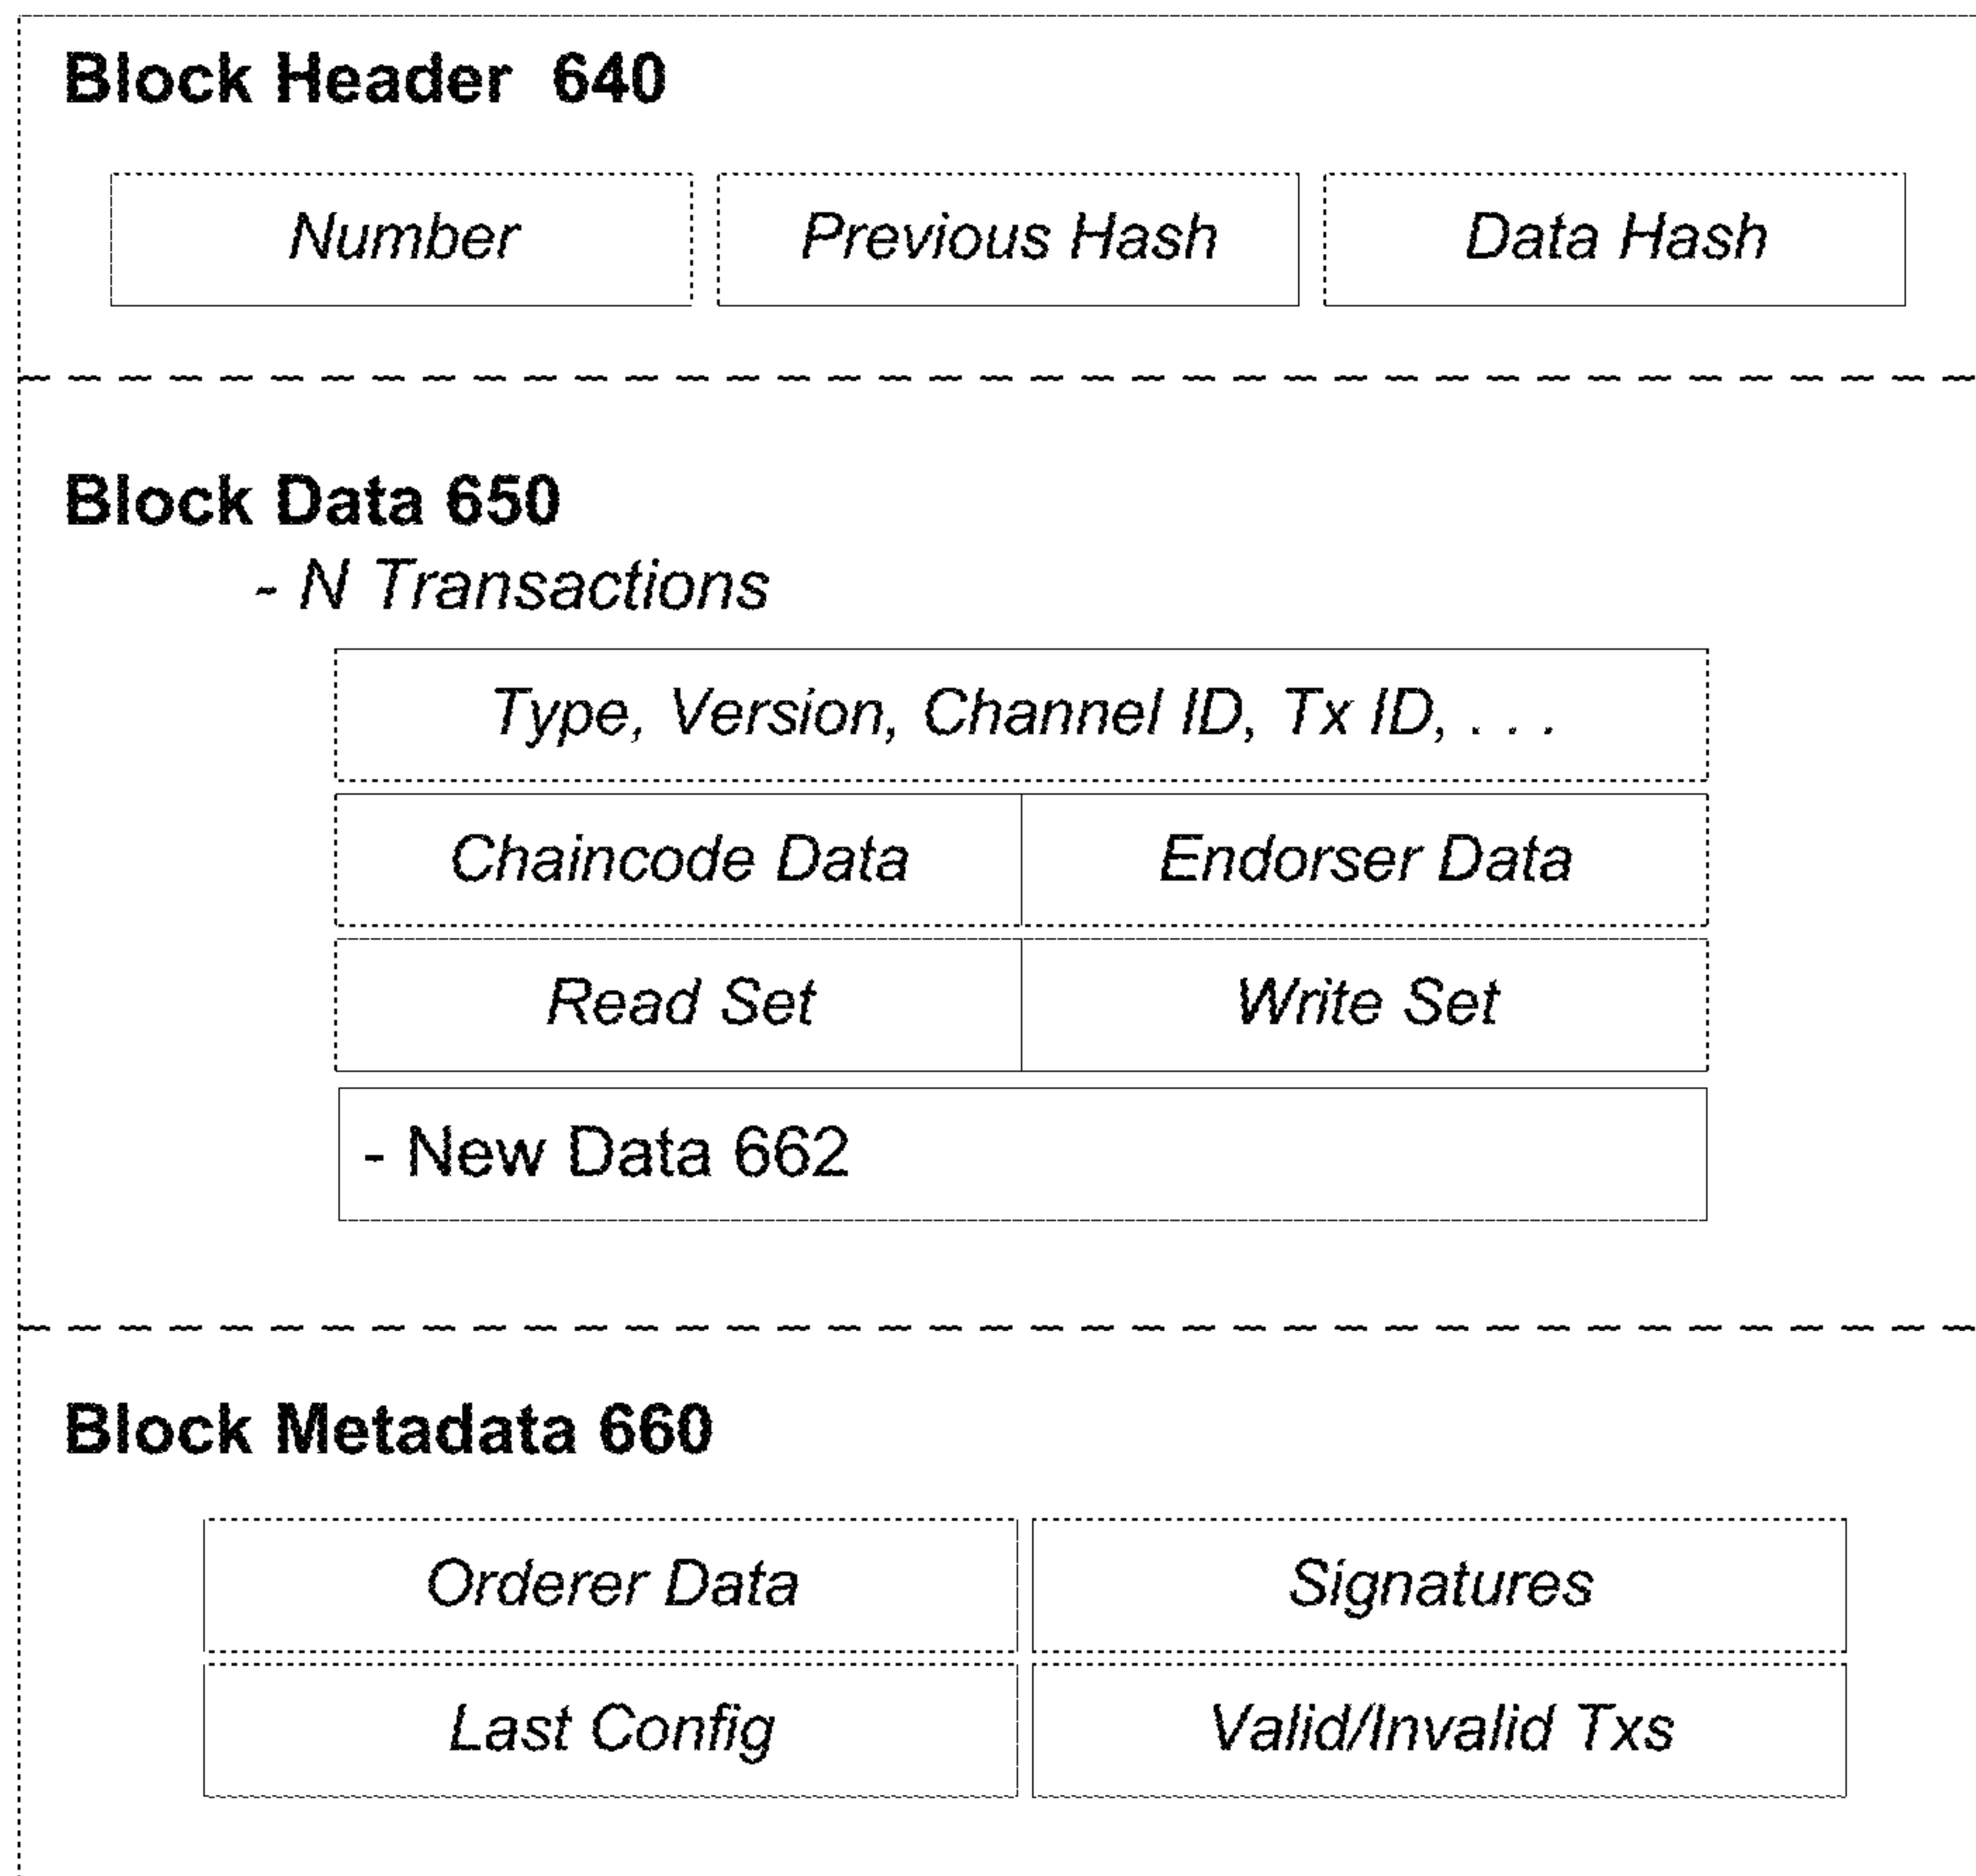 Block Header 640
Number Previous Hash Data Hash
Block Data 650
- N Transactions
Type, Version, Channel ID, Tx ID, . . .
Chaincode Data Endorser Data
Read Set Write Set
- New Data 662
Block Metadata 660
Orderer Data Signatures
Last Config Valid/Invalid Txs